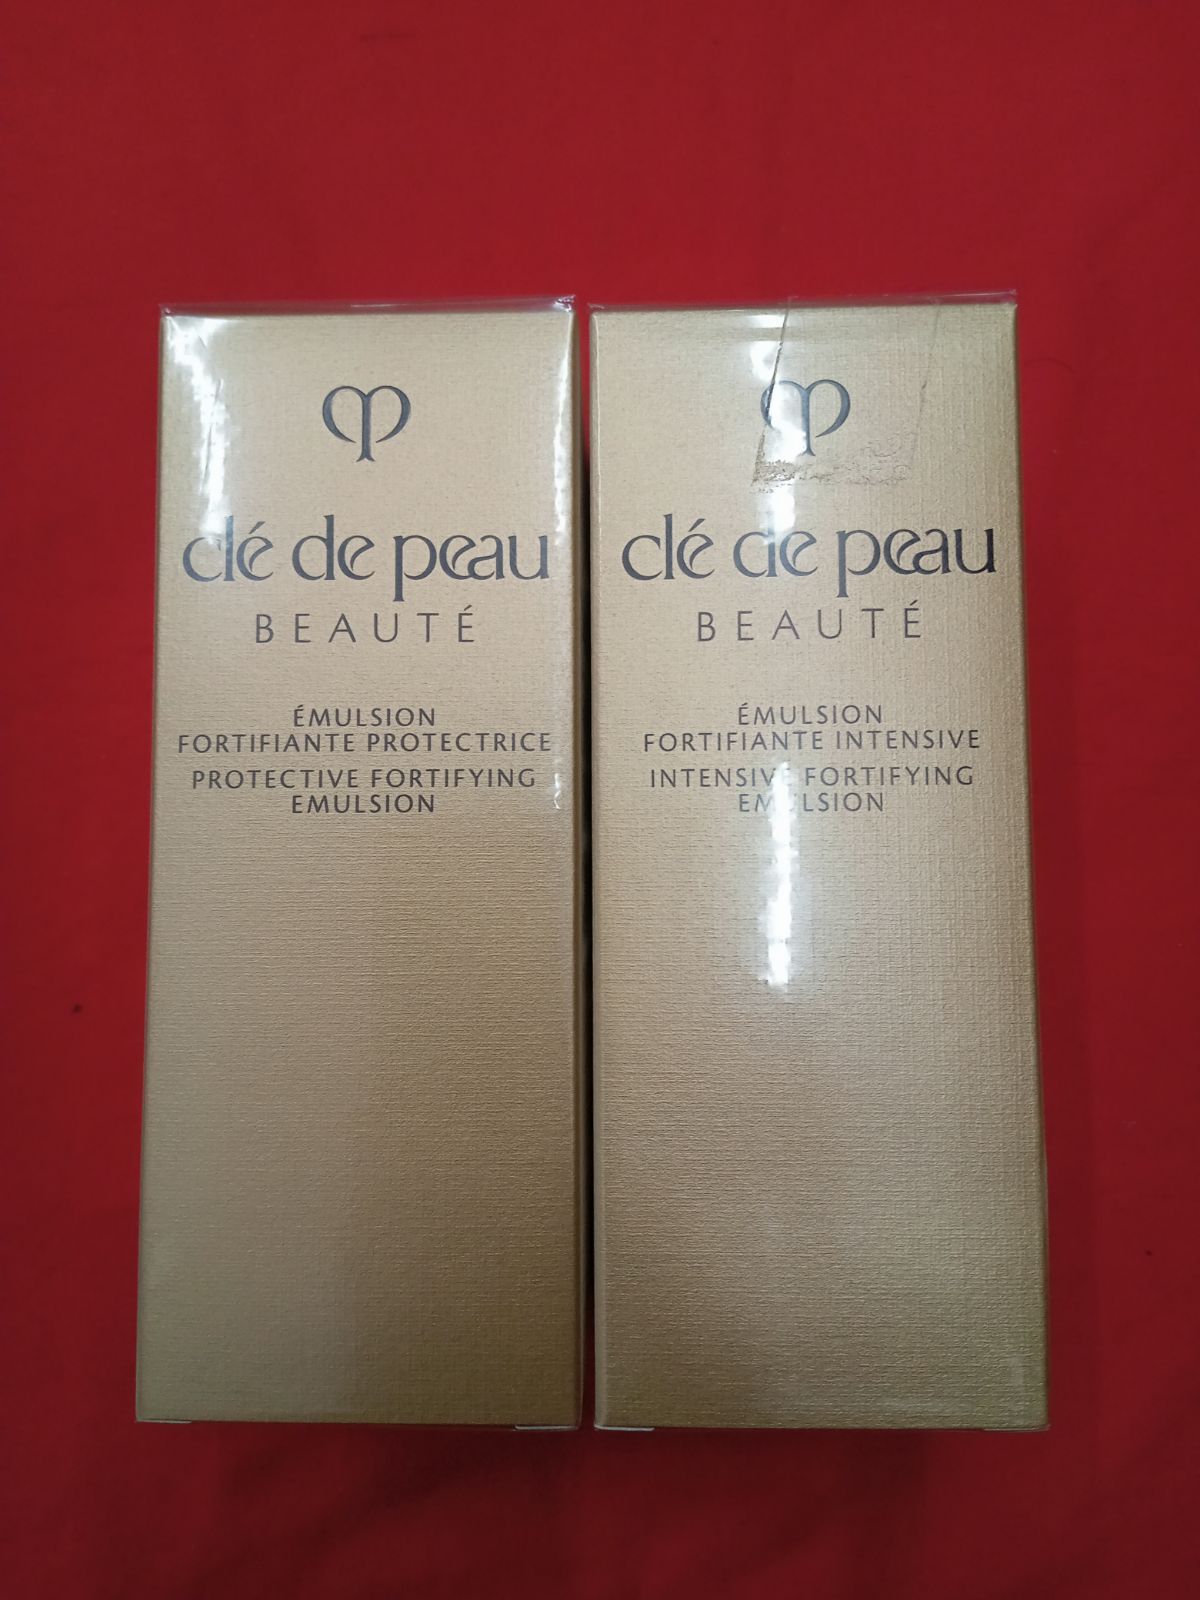 clé de peau
BEAUTÉ
ÉMULSION
FORTIFIANTE PROTECTRICE
PROTECTIVE FORTIFYING
EMULSION
clé de peau
BEAUTÉ
ÉMULSION
FORTIFIANTE INTENSIVE
INTENSIVE FORTIFYING
EMULSION